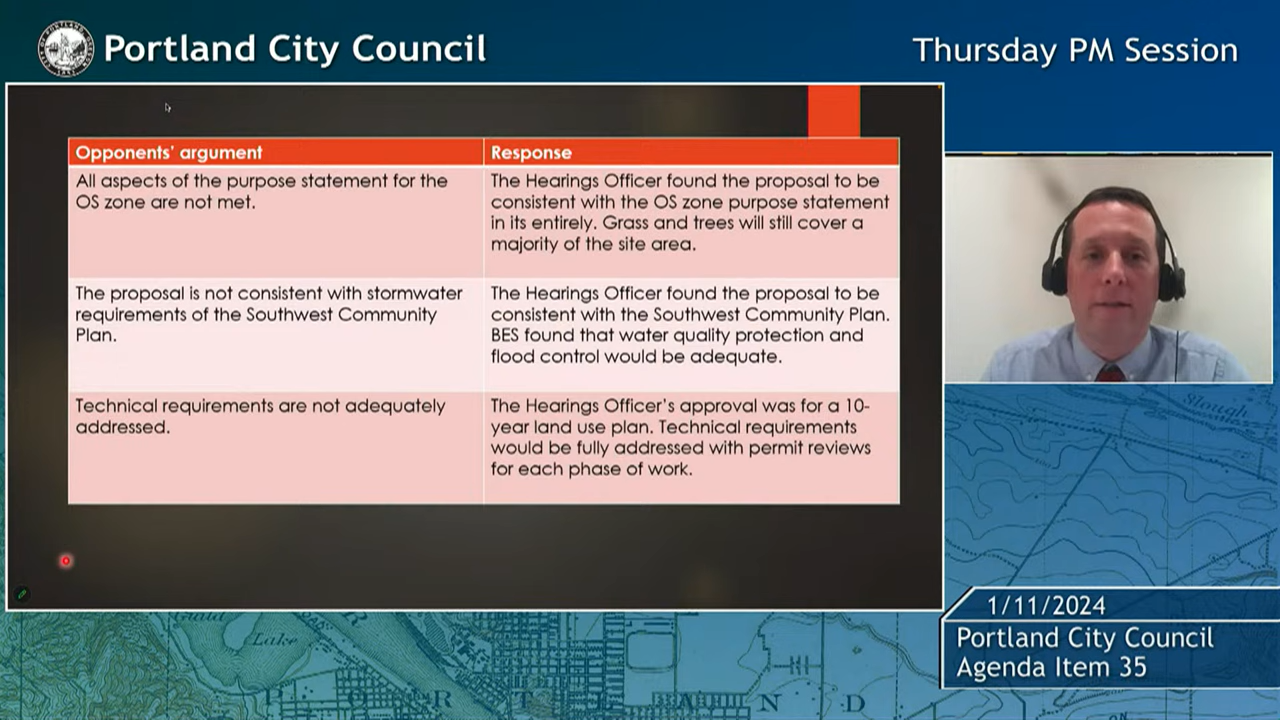 Portland City Council
Thursday PM Session
Opponents' argument
Response
All aspects of the purpose statement for the
OS zone are not met.
The Hearings Officer found the proposal to be
consistent with the OS zone purpose statement
in its entirely. Grass and trees will still cover a
majority of the site area.
The proposal is not consistent with stormwater
requirements of the Southwest Community
Plan.
The Hearings Officer found the proposal to be
consistent with the Southwest Community Plan.
BES found that water quality protection and
flood control would be adequate.
Technical requirements are not adequately
addressed.
The Hearings Officer's approval was for a 10-
year land use plan. Technical requirements
would be fully addressed with permit reviews
for each phase of work.
Slough
1/11/2024
Portland City Council
Agenda Item 35
Guild
Lake
R T L A N D